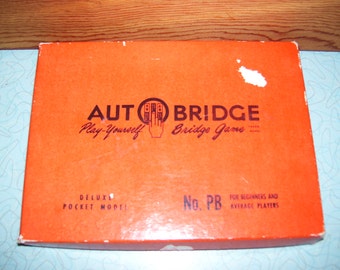 AUTOBRIDGE
Play-Yourself Bridge Game
DELUXE
POCKET MODEL
No. PB
FOR BEGINNERS AND
AVERAGE PLAYERS